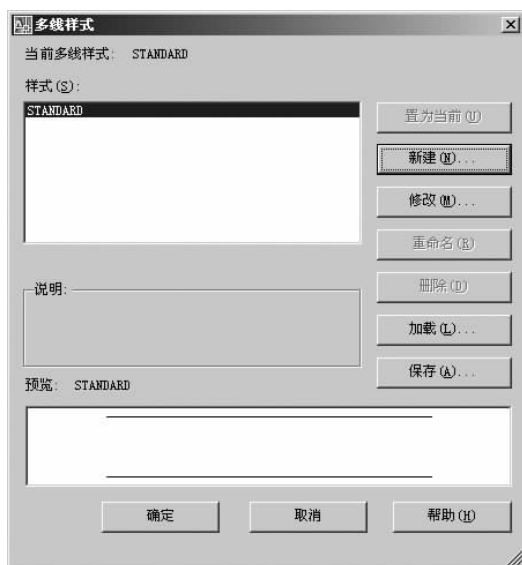 多线样式
当前多线样式: STANDARD
样式(S):
STANDARD
置为当前(U)
新建(N)...
修改(M)...
重命名(R)
删除(D)
加载(L)...
保存(A)...
说明:
预览: STANDARD
确定
取消
帮助(H)